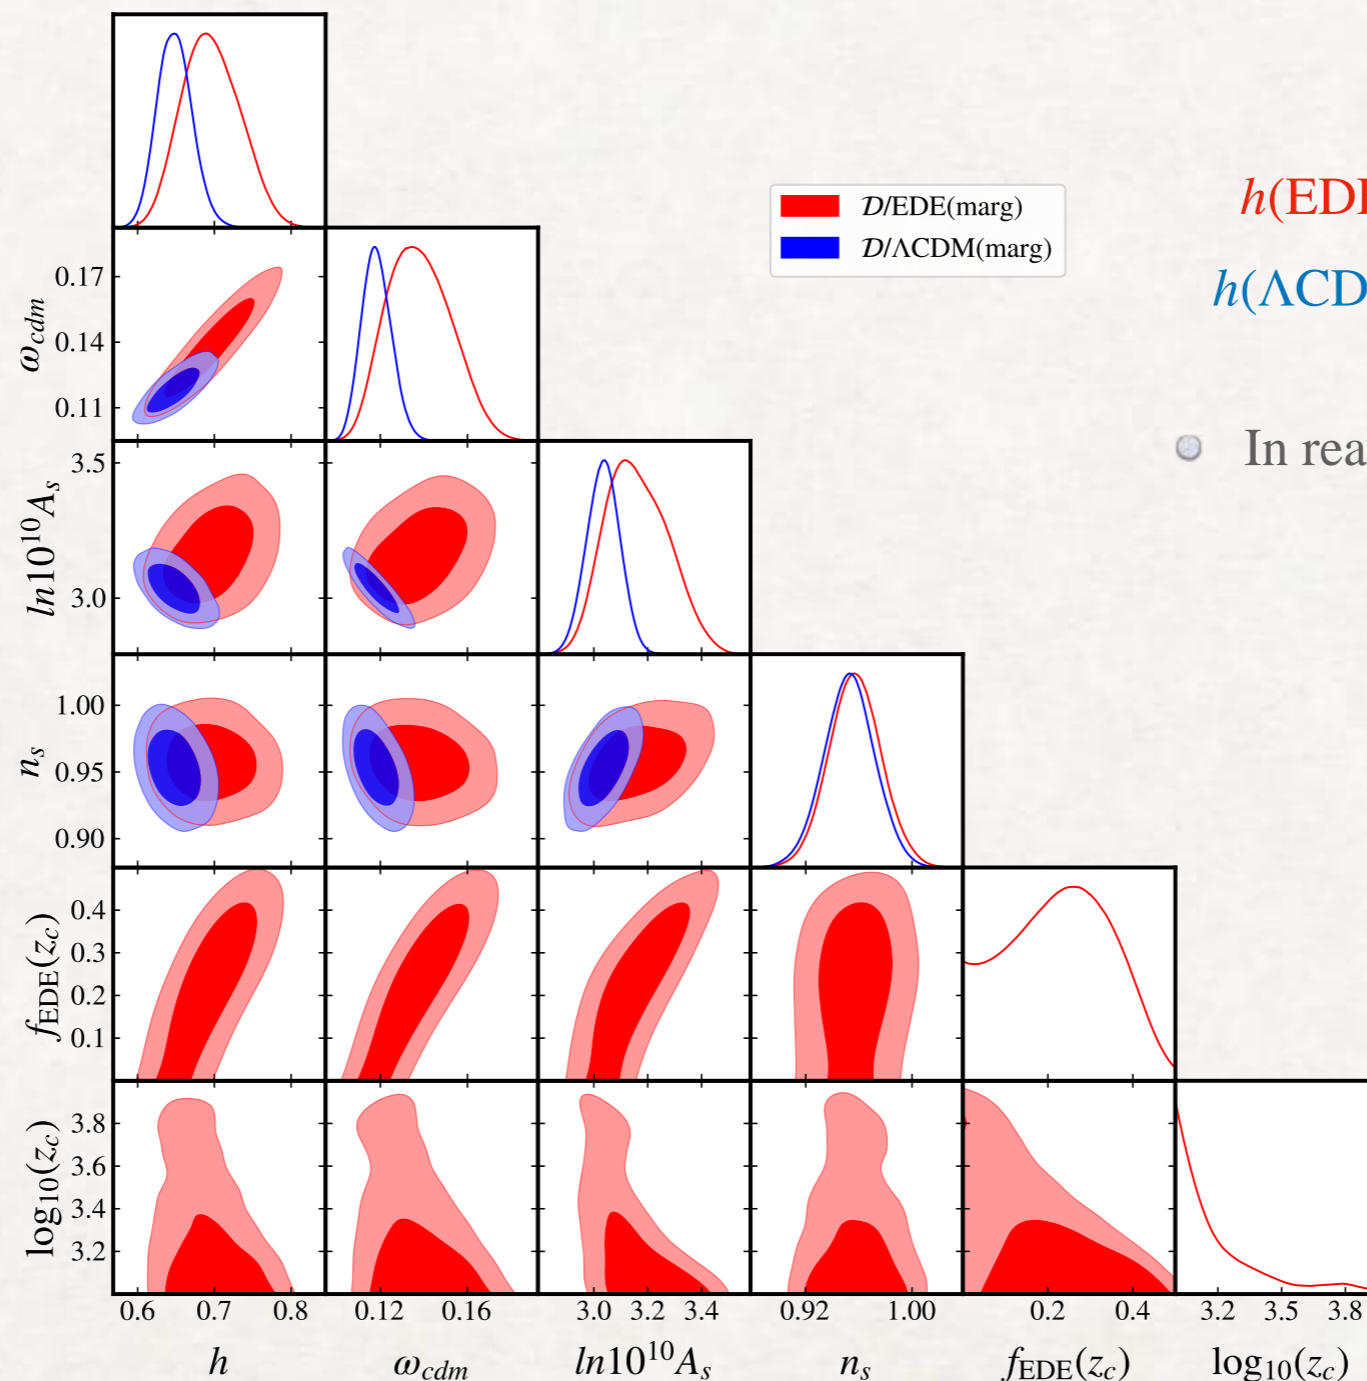 𝒟/EDE(marg)
𝒟/ΛCDM(marg)
h(EDE
h(ΛCD
In rea
0.17
0.14
0.11
ω_cdm
3.5
3.0
ln10^10 A_s
1.00
0.95
0.90
n_s
0.4
0.3
0.2
0.1
f_EDE(z_c)
3.8
3.6
3.4
3.2
log_10(z_c)
0.6 0.7 0.8 0.12 0.16 3.0 3.2 3.4 0.92 1.00 0.2 0.4 3.2 3.5 3.8
h ω_cdm ln10^10 A_s n_s f_EDE(z_c) log_10(z_c)